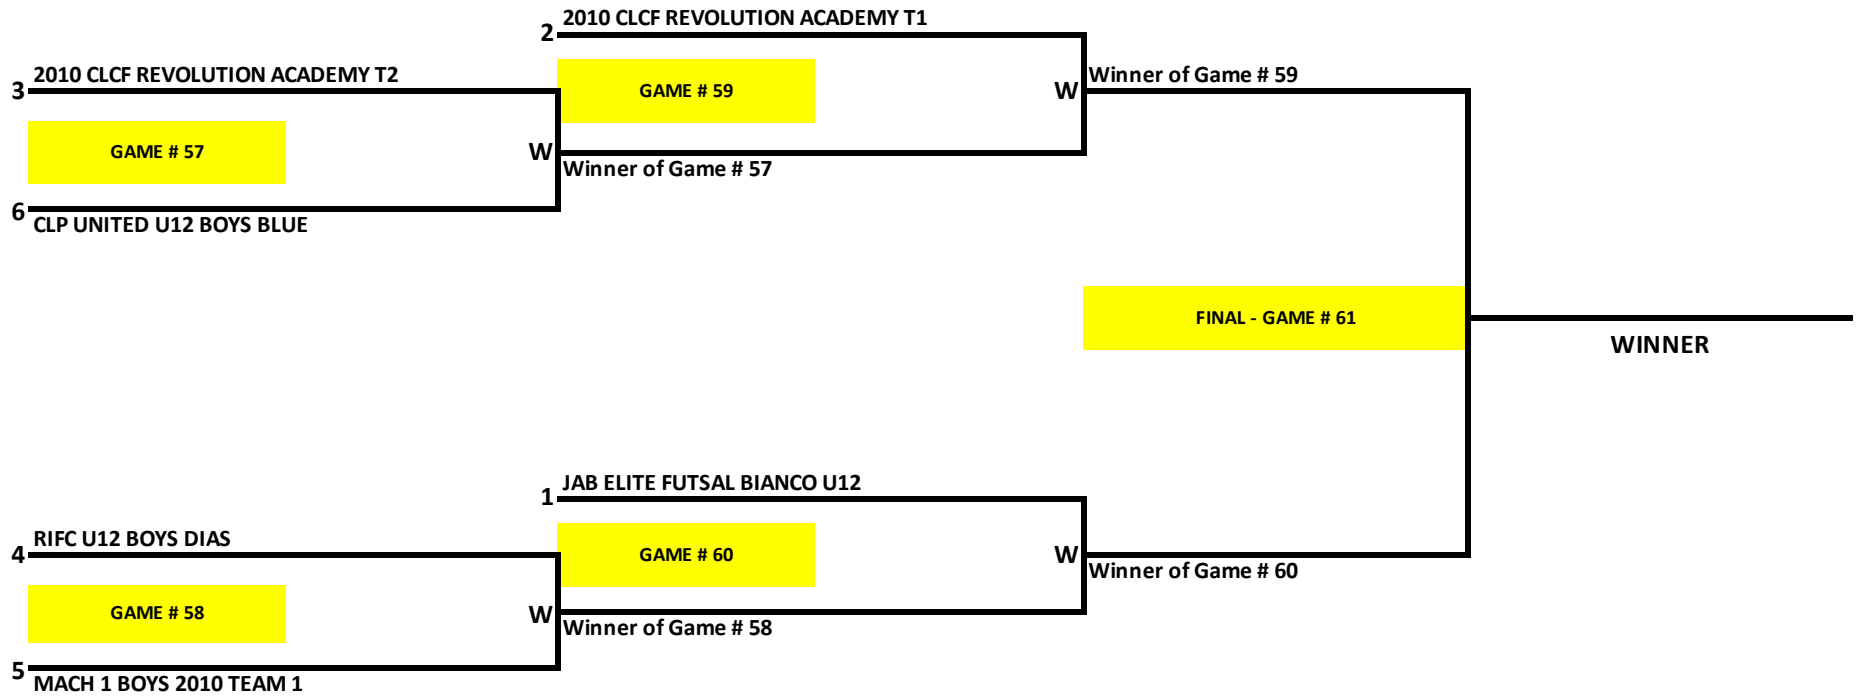 2010 CLCF REVOLUTION ACADEMY T1
2
2010 CLCF REVOLUTION ACADEMY T2
Winner of Game # 59
3
GAME # 59
W
GAME # 57
W
Winner of Game # 57
6
CLP UNITED U12 BOYS BLUE
FINAL - GAME # 61
WINNER
JAB ELITE FUTSAL BIANCO U12
1
RIFC U12 BOYS DIAS
4
GAME # 60
W
Winner of Game # 60
GAME # 58
W
Winner of Game # 58
5
MACH 1 BOYS 2010 TEAM 1